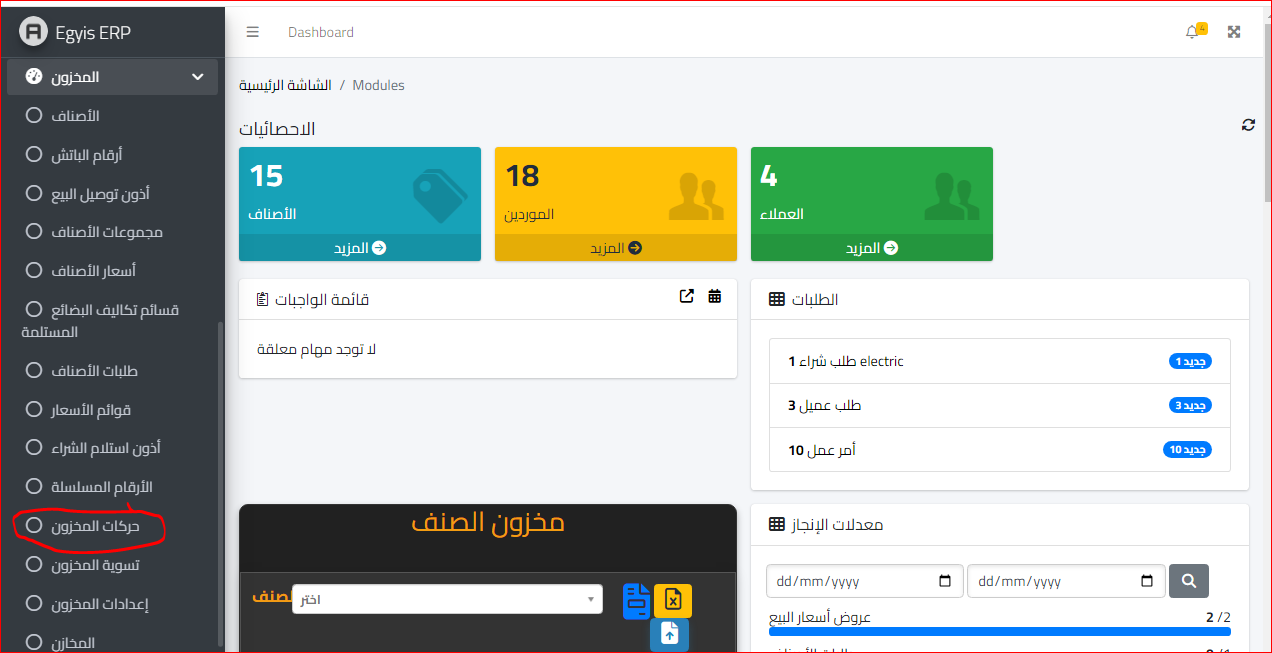 Egyis ERP
المخزون
الأصناف
أرقام الباتش
أذون توصيل البيع
مجموعات الأصناف
أسعار الأصناف
قسائم تكاليف البضائع
المستلمة
طلبات الأصناف
قوائم الأسعار
أذون استلام الشراء
الأرقام المسلسلة
حركات المخزون
تسوية المخزون
إعدادات المخزون
المخازن
Dashboard
4
الشاشة الرئيسية / Modules
الاحصائيات
15
الأصناف
المزيد
18
الموردين
المزيد
4
العملاء
المزيد
قائمة الواجبات
لا توجد مهام معلقة
الطلبات
1 طلب شراء electric
جديد 1
3 طلب عميل
جديد 3
10 أمر عمل
جديد 10
مخزون الصنف
الصنف
اختر
معدلات الإنجاز
dd/mm/yyyy
dd/mm/yyyy
عروض أسعار البيع
2 /2